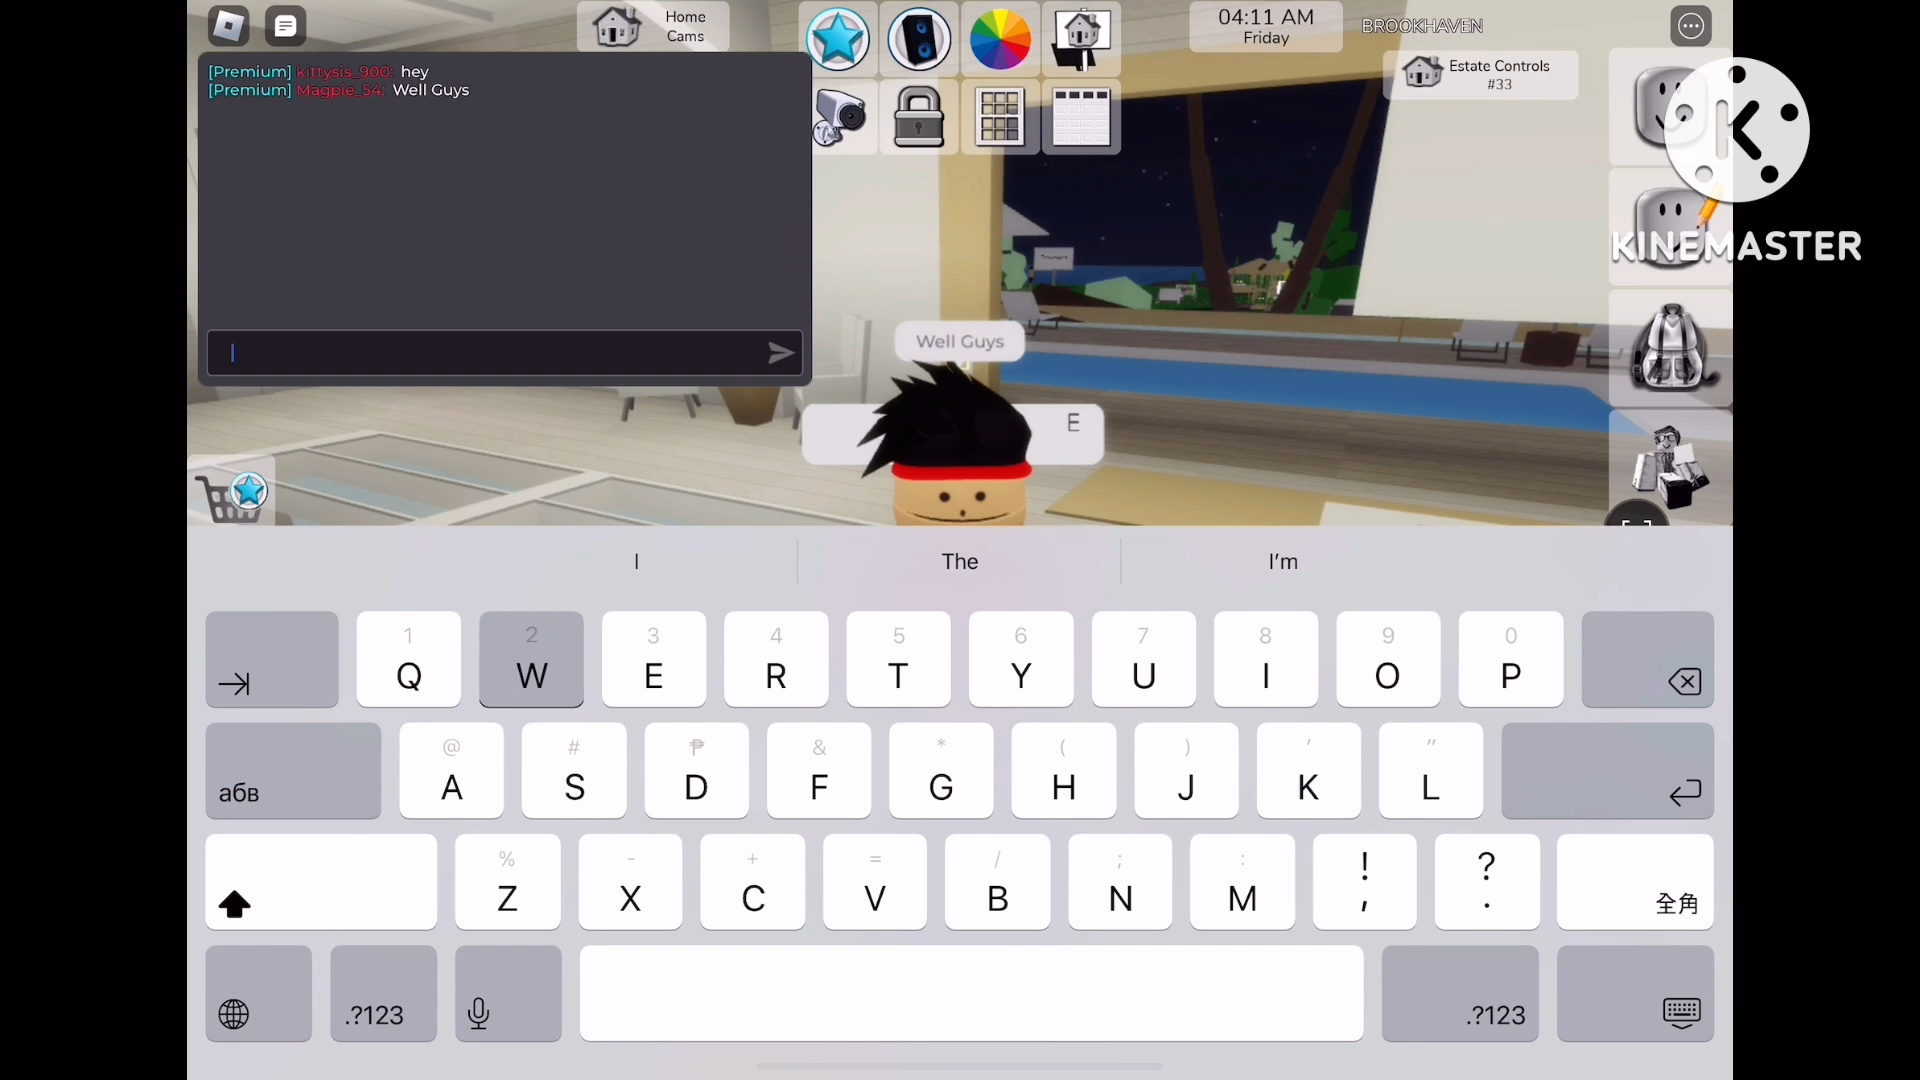 Home
Cams
04:11 AM
Friday
BROOKHAVEN
Estate Controls
#33
[Premium] kittysis_900: hey
[Premium] Magpie_54: Well Guys
K
KINEMASTER
Well Guys
E
I
The
I'm
1 2 3 4 5 6 7 8 9 0
Q W E R T Y U I O P
@ # ₱ & * ( ) ' "
абв A S D F G H J K L
% - + = / ; : ! ?
Z X C V B N M , . 全角
.?123
.?123